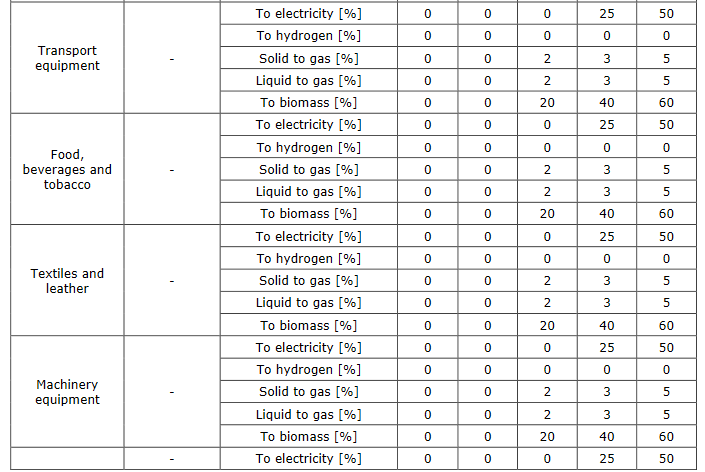 To electricity [%] 0 0 0 25 50
To hydrogen [%] 0 0 0 0 0
Transport equipment - Solid to gas [%] 0 0 2 3 5
Liquid to gas [%] 0 0 2 3 5
To biomass [%] 0 0 20 40 60
To electricity [%] 0 0 0 25 50
To hydrogen [%] 0 0 0 0 0
Food, beverages and tobacco - Solid to gas [%] 0 0 2 3 5
Liquid to gas [%] 0 0 2 3 5
To biomass [%] 0 0 20 40 60
To electricity [%] 0 0 0 25 50
To hydrogen [%] 0 0 0 0 0
Textiles and leather - Solid to gas [%] 0 0 2 3 5
Liquid to gas [%] 0 0 2 3 5
To biomass [%] 0 0 20 40 60
To electricity [%] 0 0 0 25 50
To hydrogen [%] 0 0 0 0 0
Machinery equipment - Solid to gas [%] 0 0 2 3 5
Liquid to gas [%] 0 0 2 3 5
To biomass [%] 0 0 20 40 60
- To electricity [%] 0 0 0 25 50